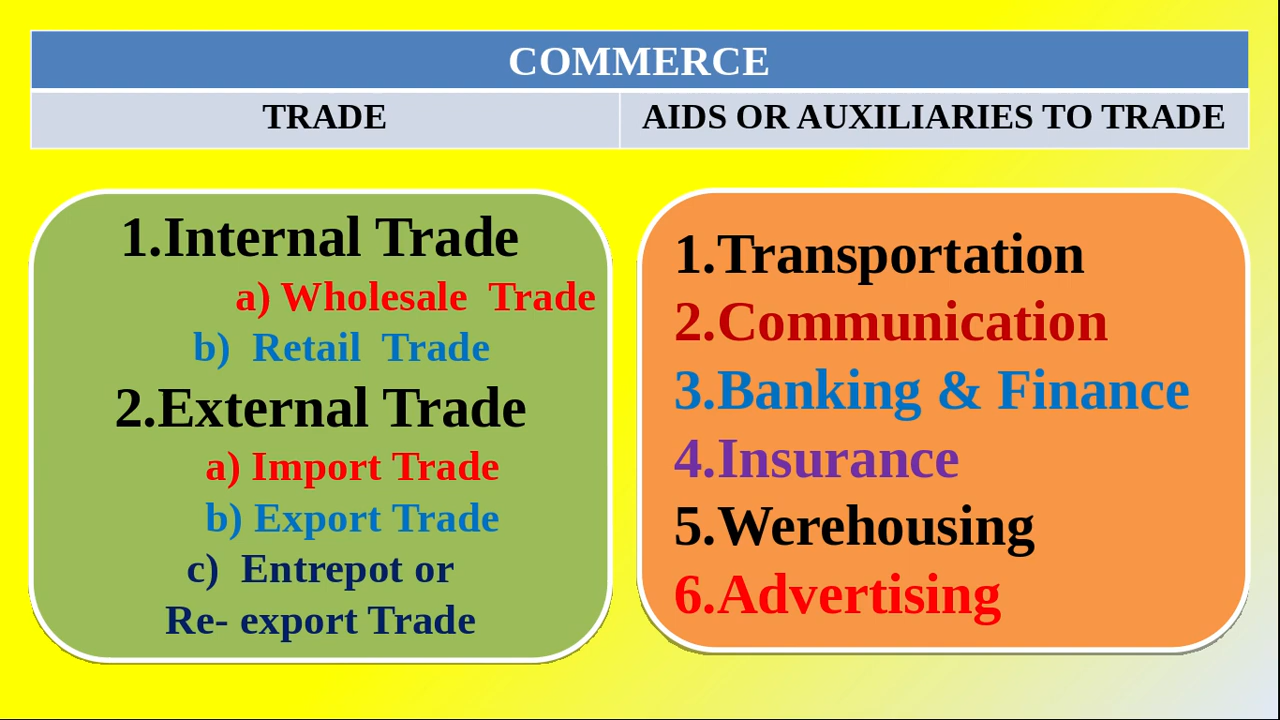 COMMERCE
TRADE
AIDS OR AUXILIARIES TO TRADE
1.Internal Trade
a) Wholesale Trade
b) Retail Trade
2.External Trade
a) Import Trade
b) Export Trade
c) Entrepot or
Re- export Trade
1.Transportation
2.Communication
3.Banking & Finance
4.Insurance
5.Werehousing
6.Advertising